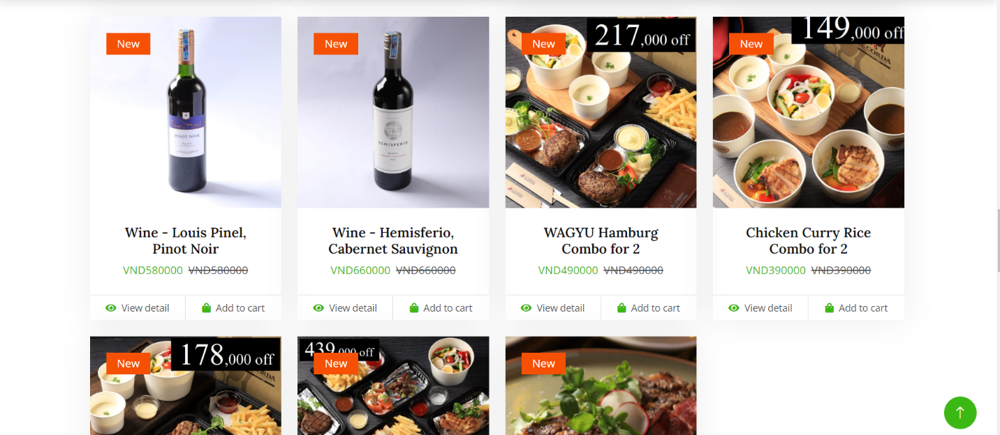 New
New
New
217,000 off
New
149,000 off
CORDA
PINOT NOIR
HEMISFERIO
Wine - Louis Pinel,
Pinot Noir
VND580000 VND580000
View detail
Add to cart
Wine - Hemisferio,
Cabernet Sauvignon
VND660000 VND660000
View detail
Add to cart
WAGYU Hamburg
Combo for 2
VND490000 VND490000
View detail
Add to cart
Chicken Curry Rice
Combo for 2
VND390000 VND390000
View detail
Add to cart
New
178,000 off
CORDA
439,000 off
New
New